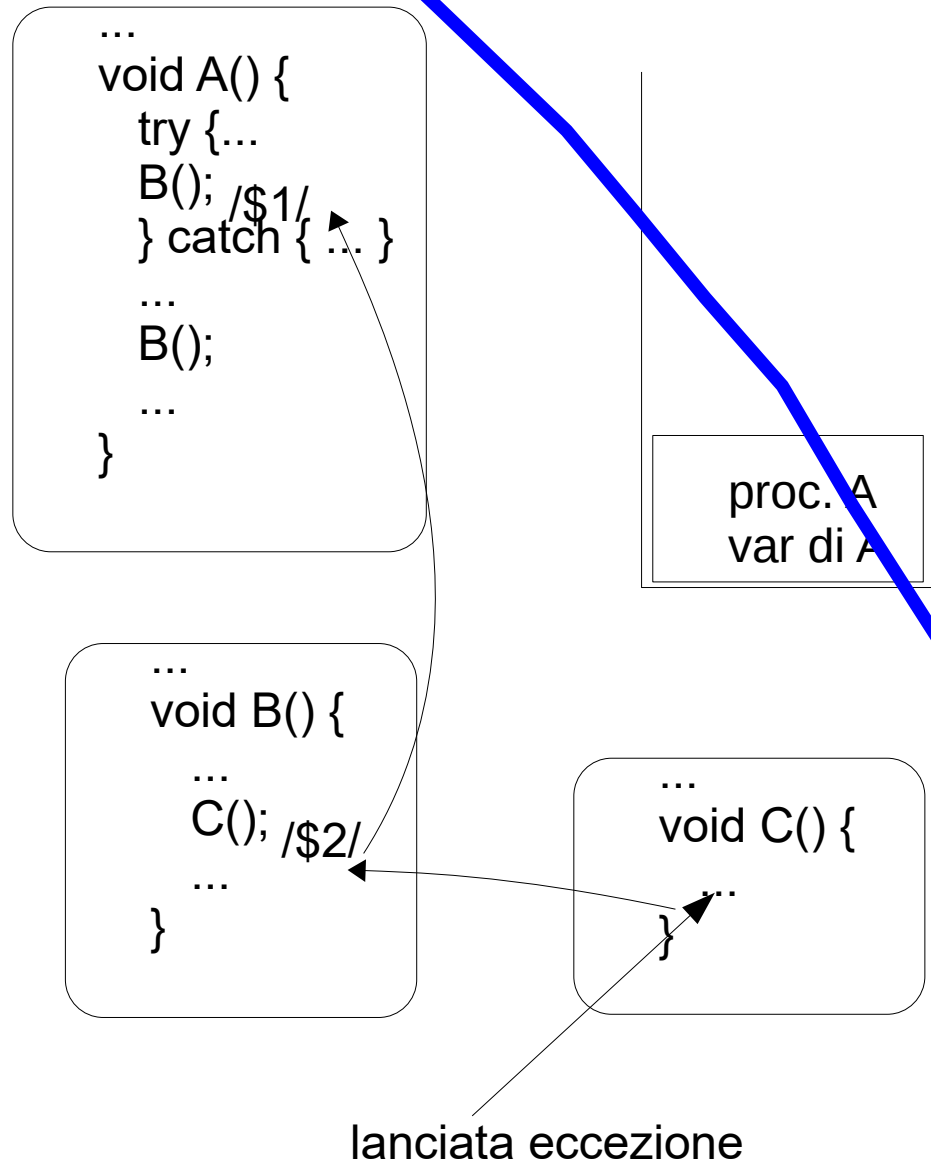 ...
void A() {
try {...
B(); /$1/
} catch { ... }
...
B();
...
}
proc. A
var di A
...
void B() {
...
C(); /$2/
...
}
...
void C() {
...
}
lanciata eccezione